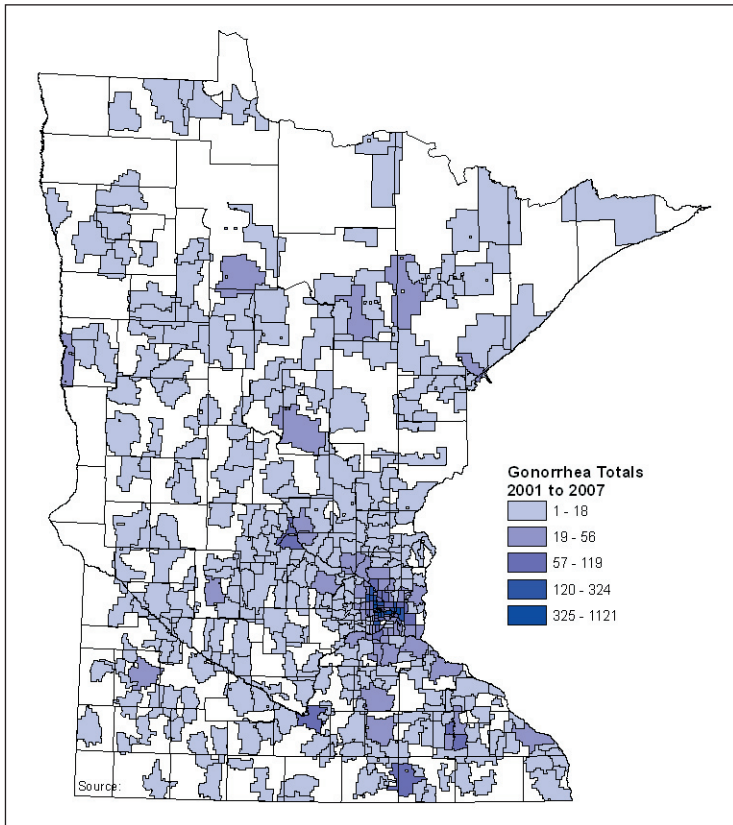 Gonorrhea Totals
2001 to 2007
1 - 18
19 - 56
57 - 119
120 - 324
325 - 1121
Source: